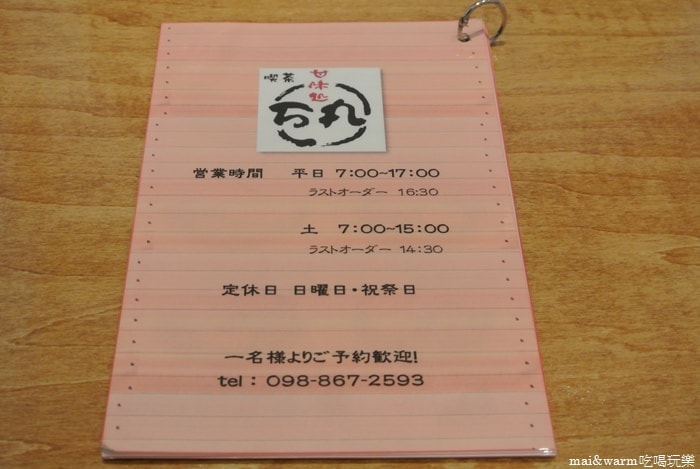 喫茶
甘味処
万丸
営業時間 平日 7:00~17:00
ラストオーダー 16:30
土 7:00~15:00
ラストオーダー 14:30
定休日 日曜日・祝祭日
一名様よりご予約歓迎!
tel : 098-867-2593
mai&warm吃喝玩樂